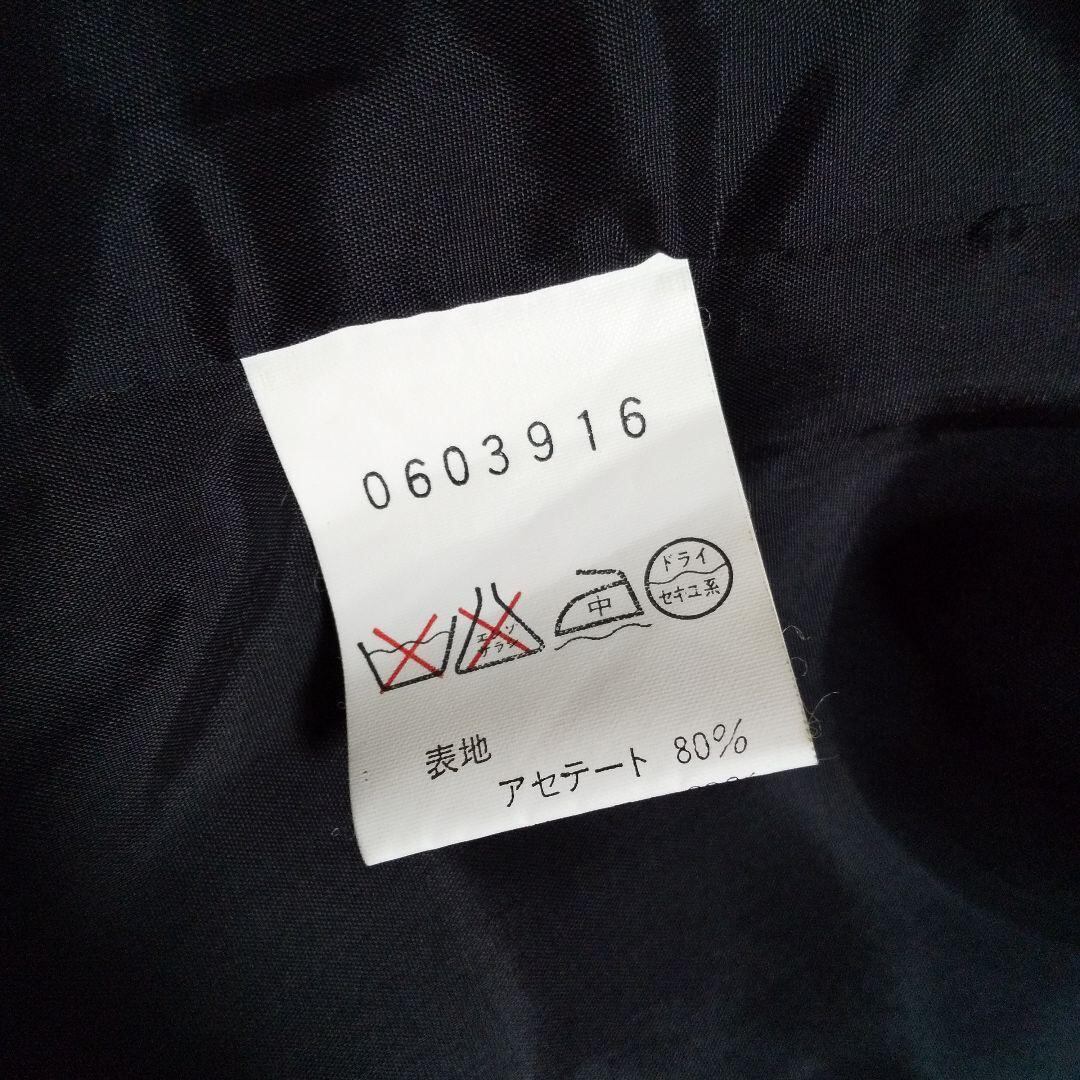 0603916
ドライ
セキユ系
中
エンソ
サラシ
表地
アセテート 80%